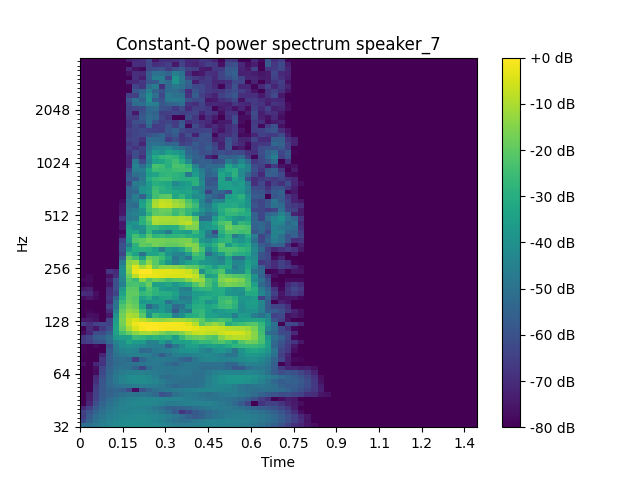 Constant-Q power spectrum speaker_7
Hz
2048
1024
512
256
128
64
32
0 0.15 0.3 0.45 0.6 0.75 0.9 1.1 1.2 1.4
Time
+0 dB
-10 dB
-20 dB
-30 dB
-40 dB
-50 dB
-60 dB
-70 dB
-80 dB